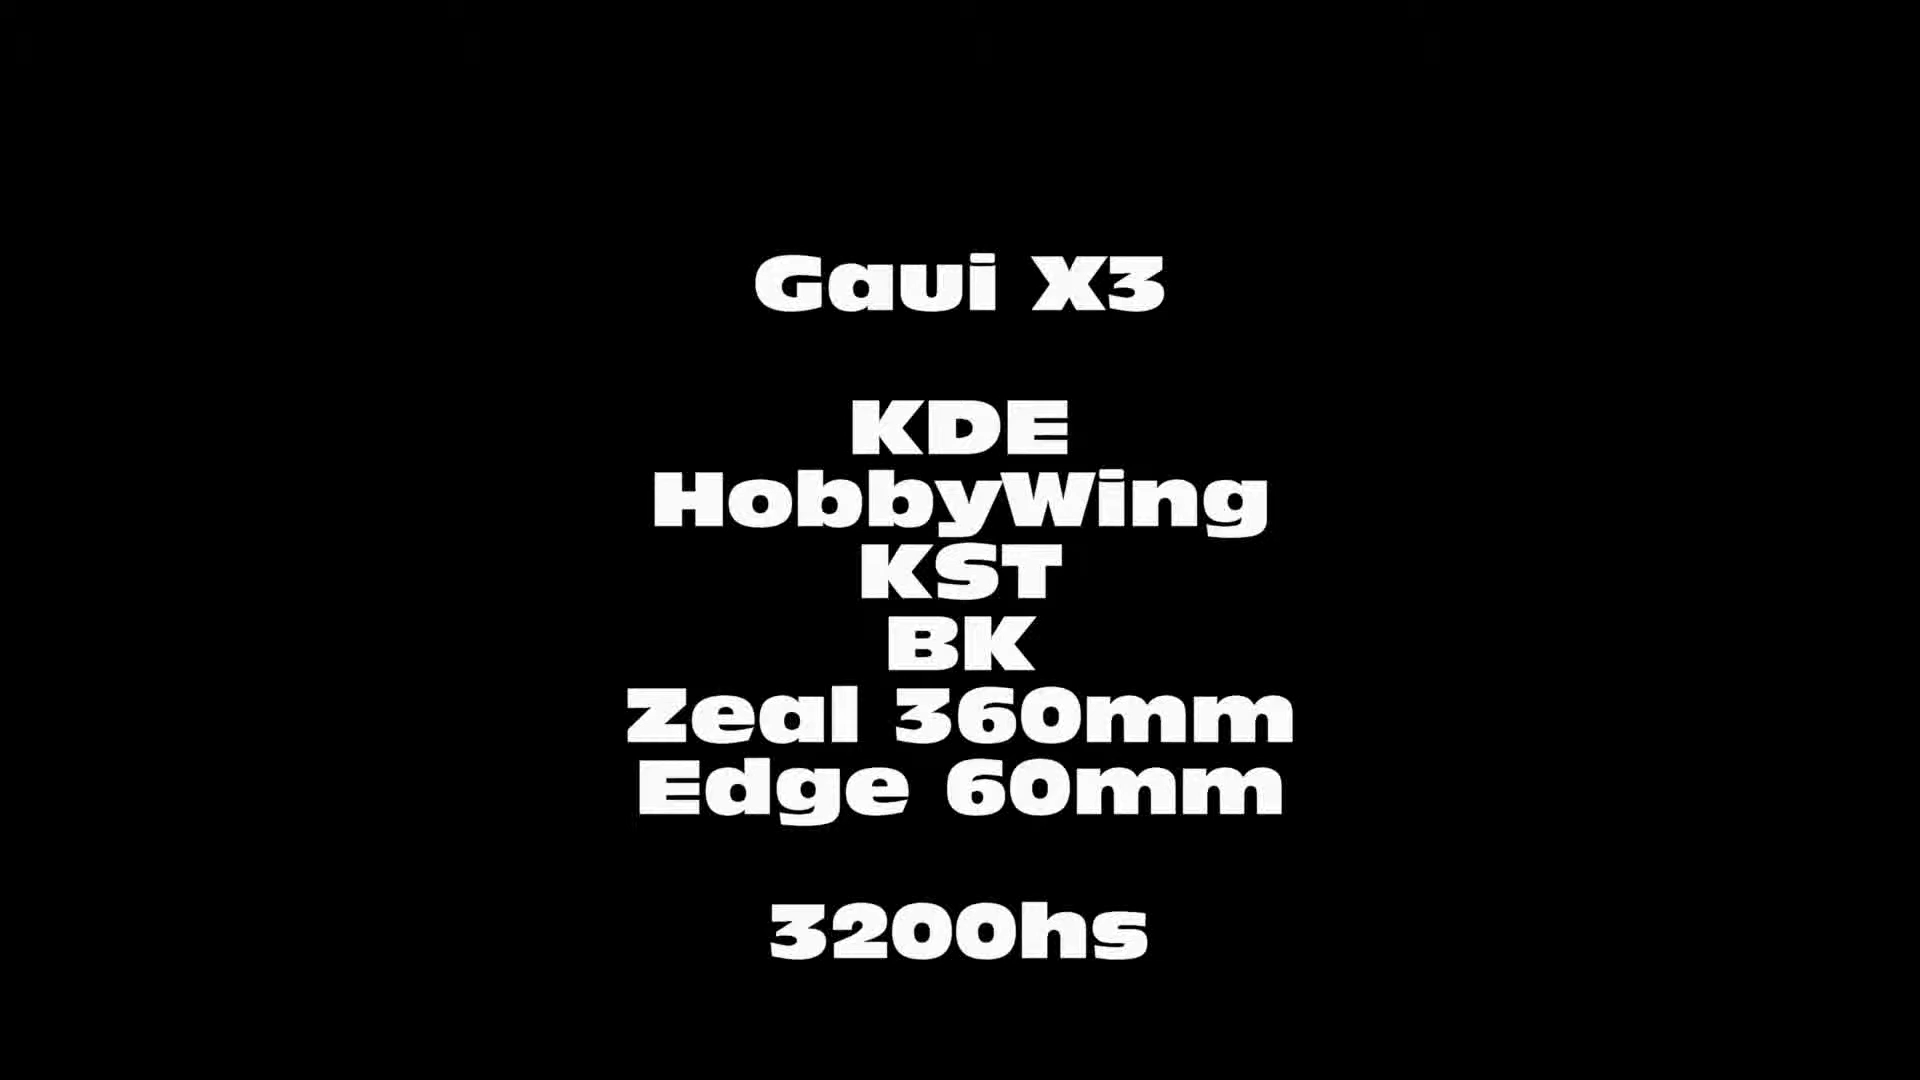 Gaui X3
KDE
HobbyWing
KST
BK
Zeal 360mm
Edge 60mm
3200hs